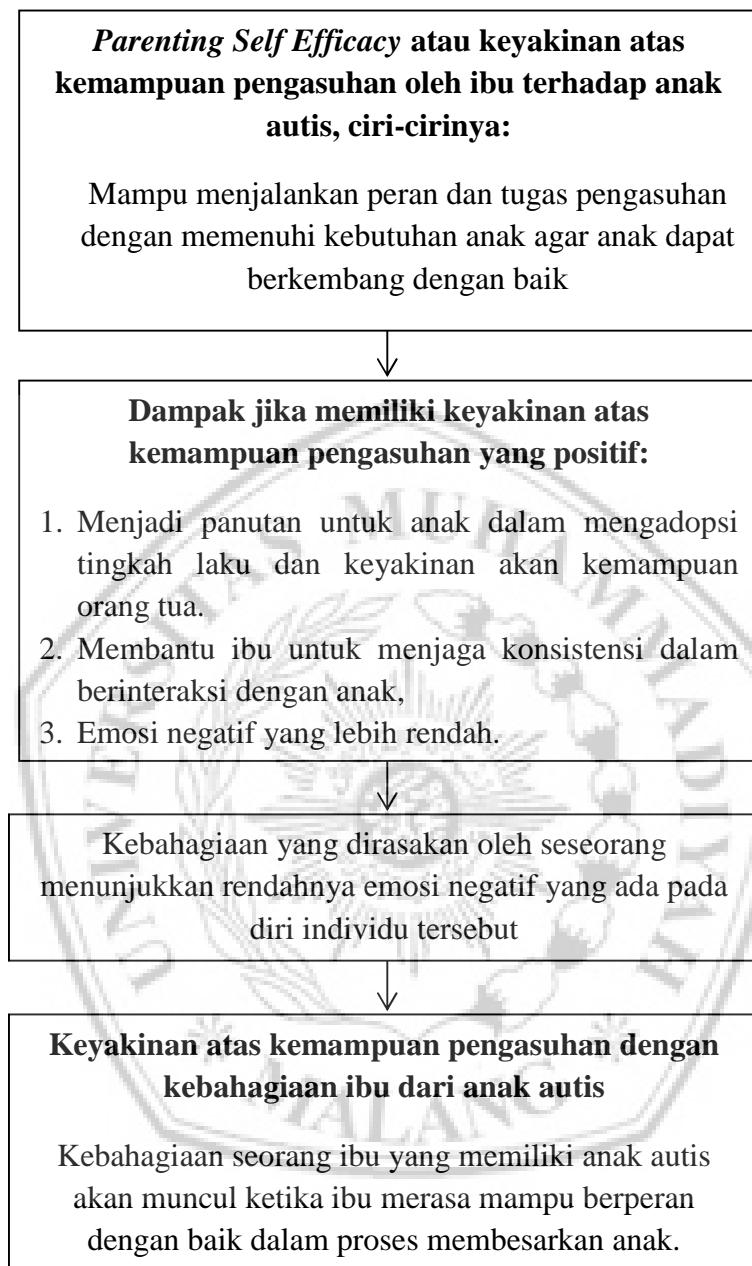 Parenting Self Efficacy atau keyakinan atas
kemampuan pengasuhan oleh ibu terhadap anak
autis, ciri-cirinya:
Mampu menjalankan peran dan tugas pengasuhan
dengan memenuhi kebutuhan anak agar anak dapat
berkembang dengan baik
Dampak jika memiliki keyakinan atas
kemampuan pengasuhan yang positif:
1. Menjadi panutan untuk anak dalam mengadopsi
tingkah laku dan keyakinan akan kemampuan
orang tua.
2. Membantu ibu untuk menjaga konsistensi dalam
berinteraksi dengan anak,
3. Emosi negatif yang lebih rendah.
Kebahagiaan yang dirasakan oleh seseorang
menunjukkan rendahnya emosi negatif yang ada pada
diri individu tersebut
Keyakinan atas kemampuan pengasuhan dengan
kebahagiaan ibu dari anak autis
Kebahagiaan seorang ibu yang memiliki anak autis
akan muncul ketika ibu merasa mampu berperan
dengan baik dalam proses membesarkan anak.
UNIVERSITAS MUHAMMADIYAH
MALANG